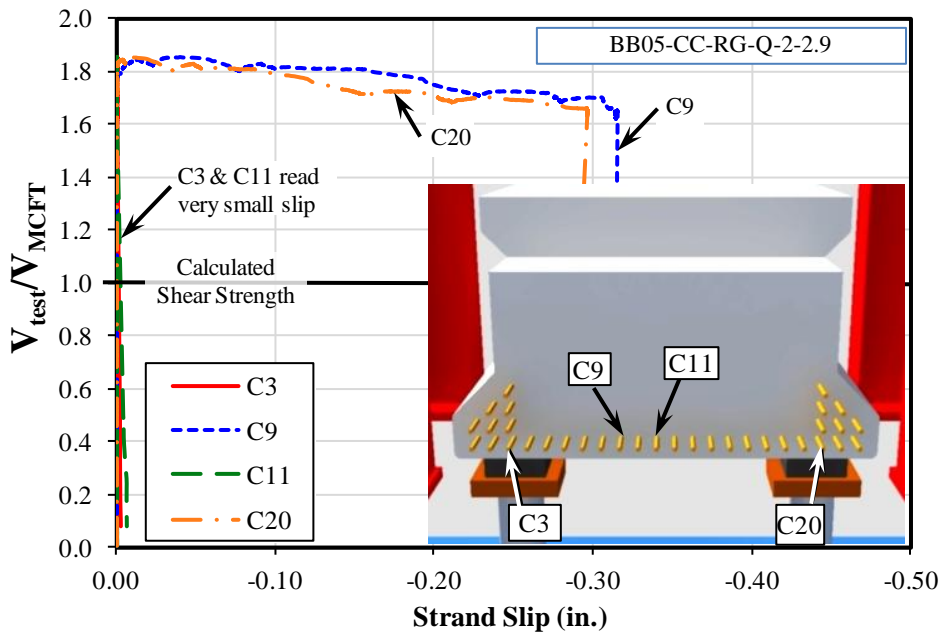 BB05-CC-RG-Q-2-2.9
2.0
1.8
1.6
1.4
1.2
1.0
0.8
0.6
0.4
0.2
0.0
V_test/V_MCFT
C9
C20
C3 & C11 read
very small slip
Calculated
Shear Strength
C3
C9
C11
C20
C9
C11
C3
C20
0.00
-0.10
-0.20
-0.30
-0.40
-0.50
Strand Slip (in.)